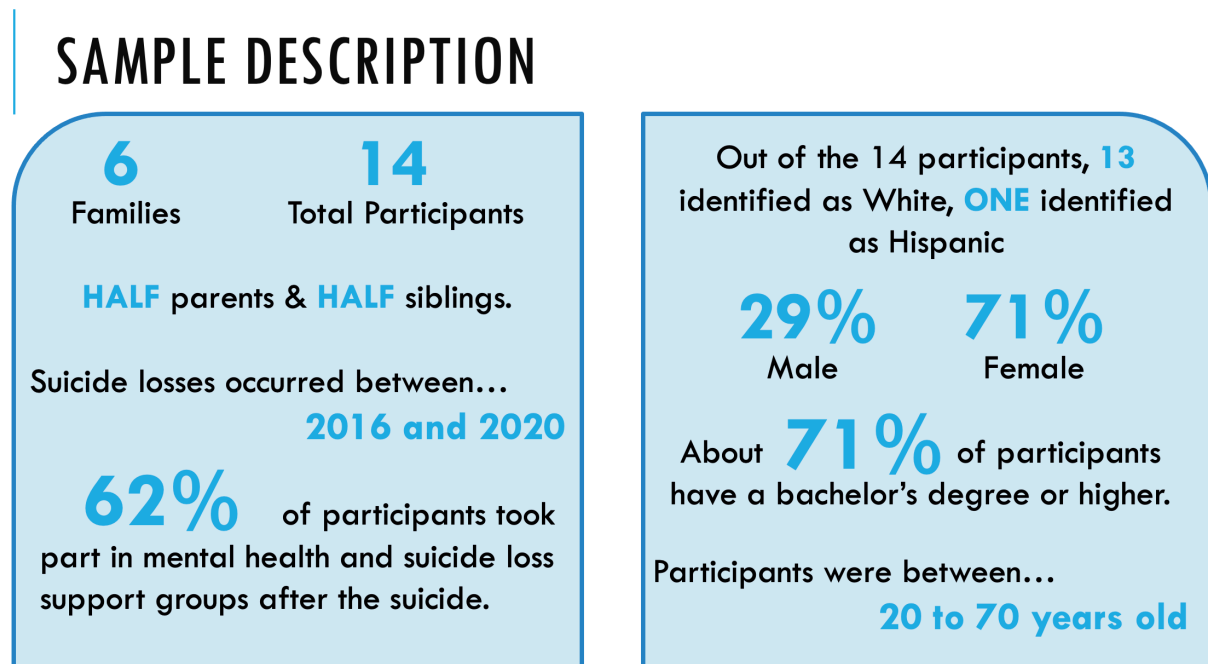 SAMPLE DESCRIPTION
6
Families
14
Total Participants
HALF parents & HALF siblings.
Suicide losses occurred between...
2016 and 2020
62% of participants took
part in mental health and suicide loss
support groups after the suicide.
Out of the 14 participants, 13
identified as White, ONE identified
as Hispanic
29%
Male
71%
Female
About 71% of participants
have a bachelor’s degree or higher.
Participants were between...
20 to 70 years old